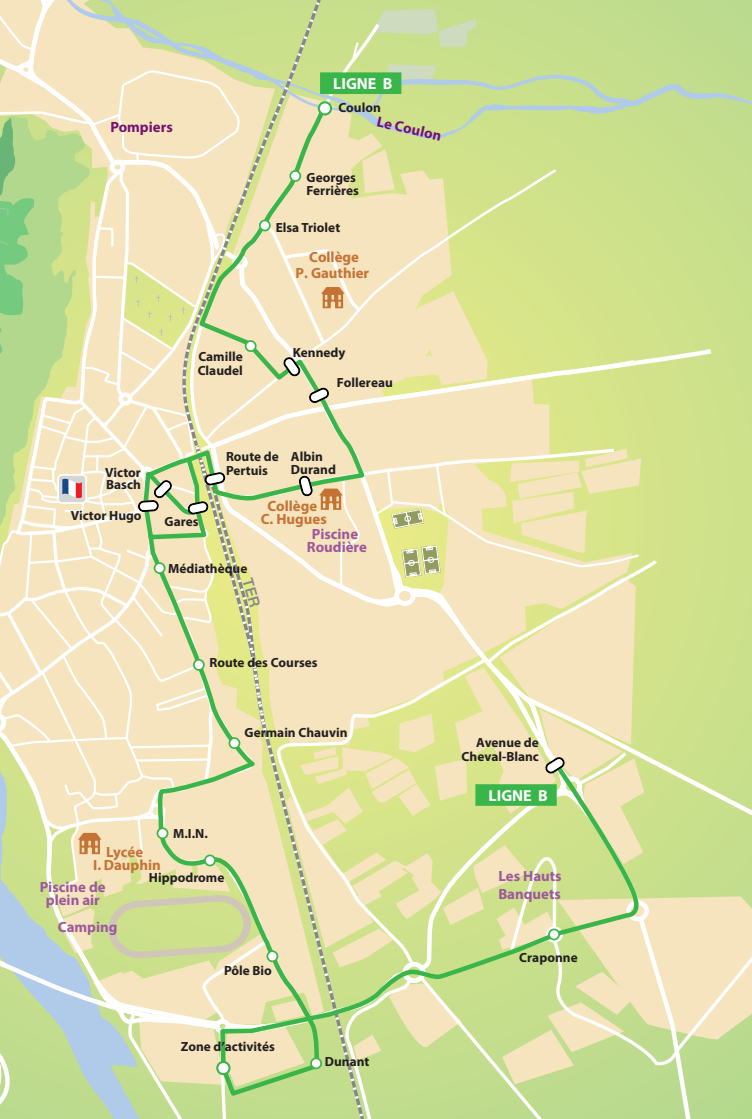 LIGNE B
Coulon
Le Coulon
Pompiers
Georges
Ferrières
Elsa Triolet
Collège
P. Gauthier
Camille
Claudel
Kennedy
Follereau
Route de
Pertuis
Albin
Durand
Victor
Basch
Victor Hugo
Gares
Collège
C. Hugues
Piscine
Roudière
Médiathèque
TER
Route des Courses
Germain Chauvin
Avenue de
Cheval-Blanc
LIGNE B
M.I.N.
Lycée
I. Dauphin
Hippodrome
Piscine de
plein air
Les Hauts
Banquets
Camping
Craponne
Pôle Bio
Zone d'activités
Dunant